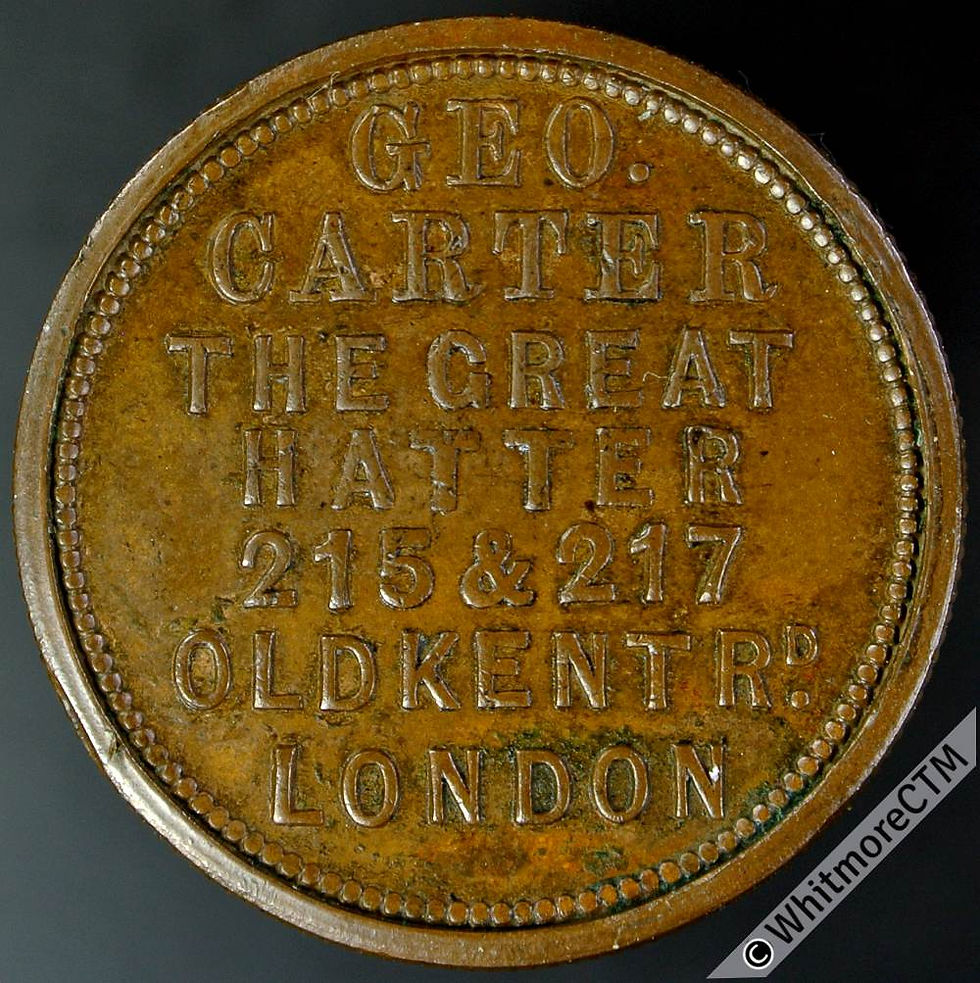 GEO.
CARTER
THE GREAT
HATTER
215 & 217
OLD KENT RD.
LONDON
© WhitmoreCTM